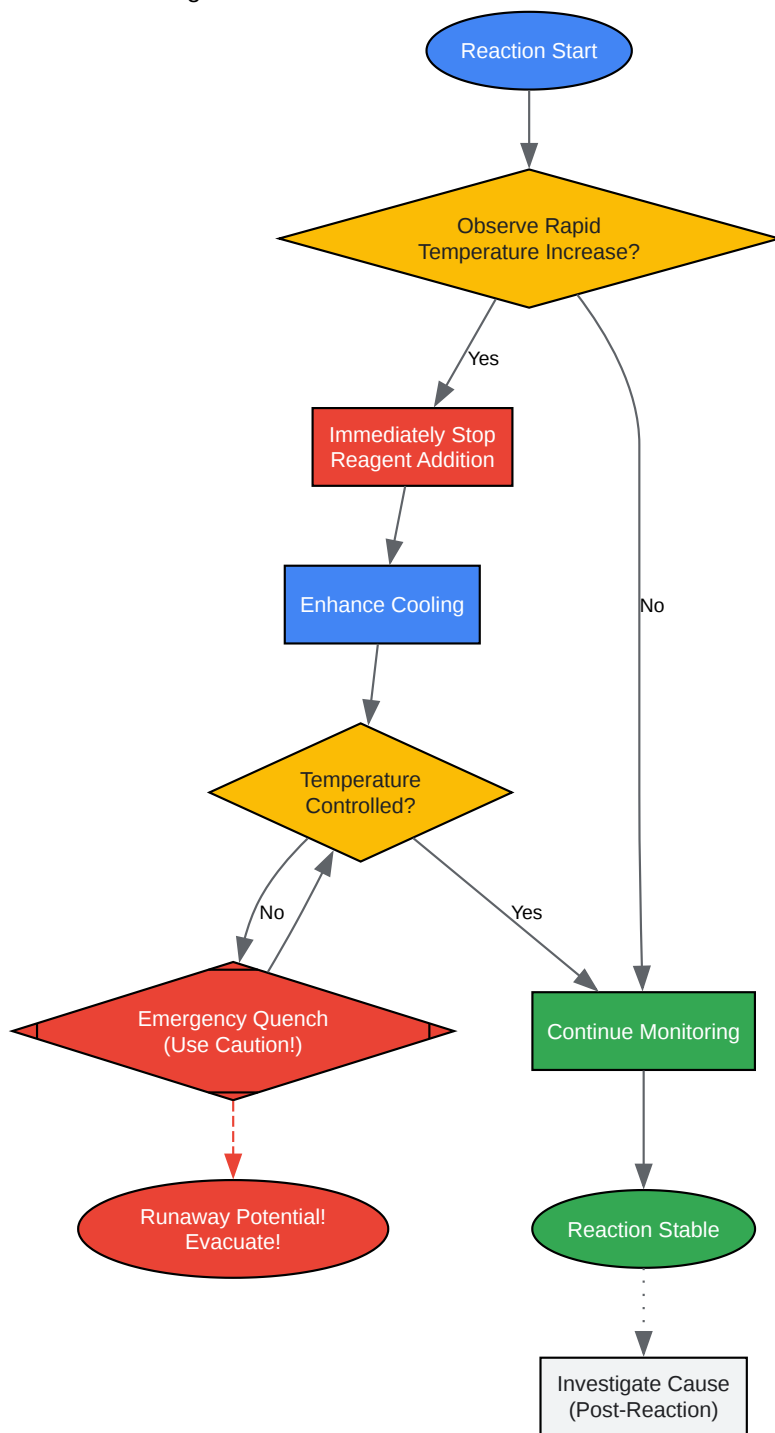 Reaction Start
Observe Rapid
Temperature Increase?
Yes
Immediately Stop
Reagent Addition
Enhance Cooling
No
Temperature
Controlled?
No
Yes
Emergency Quench
(Use Caution!)
Continue Monitoring
Runaway Potential!
Evacuate!
Reaction Stable
Investigate Cause
(Post-Reaction)